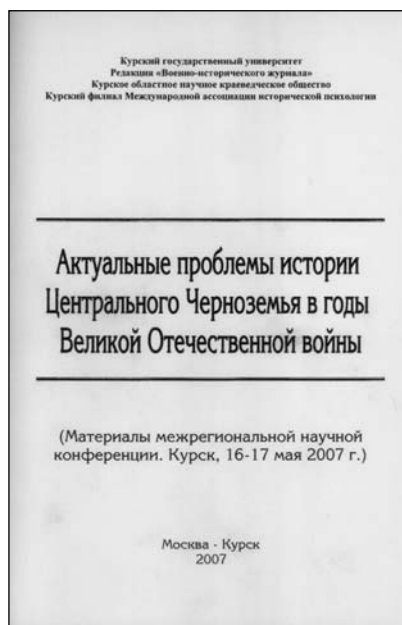 Курский государственный университет
Редакция «Военно-исторического журнала»
Курское областное научное краеведческое общество
Курский филиал Международной ассоциации исторической психологии
Актуальные проблемы истории
Центрального Черноземья в годы
Великой Отечественной войны
(Материалы межрегиональной научной
конференции. Курск, 16-17 мая 2007 г.)
Москва - Курск
2007